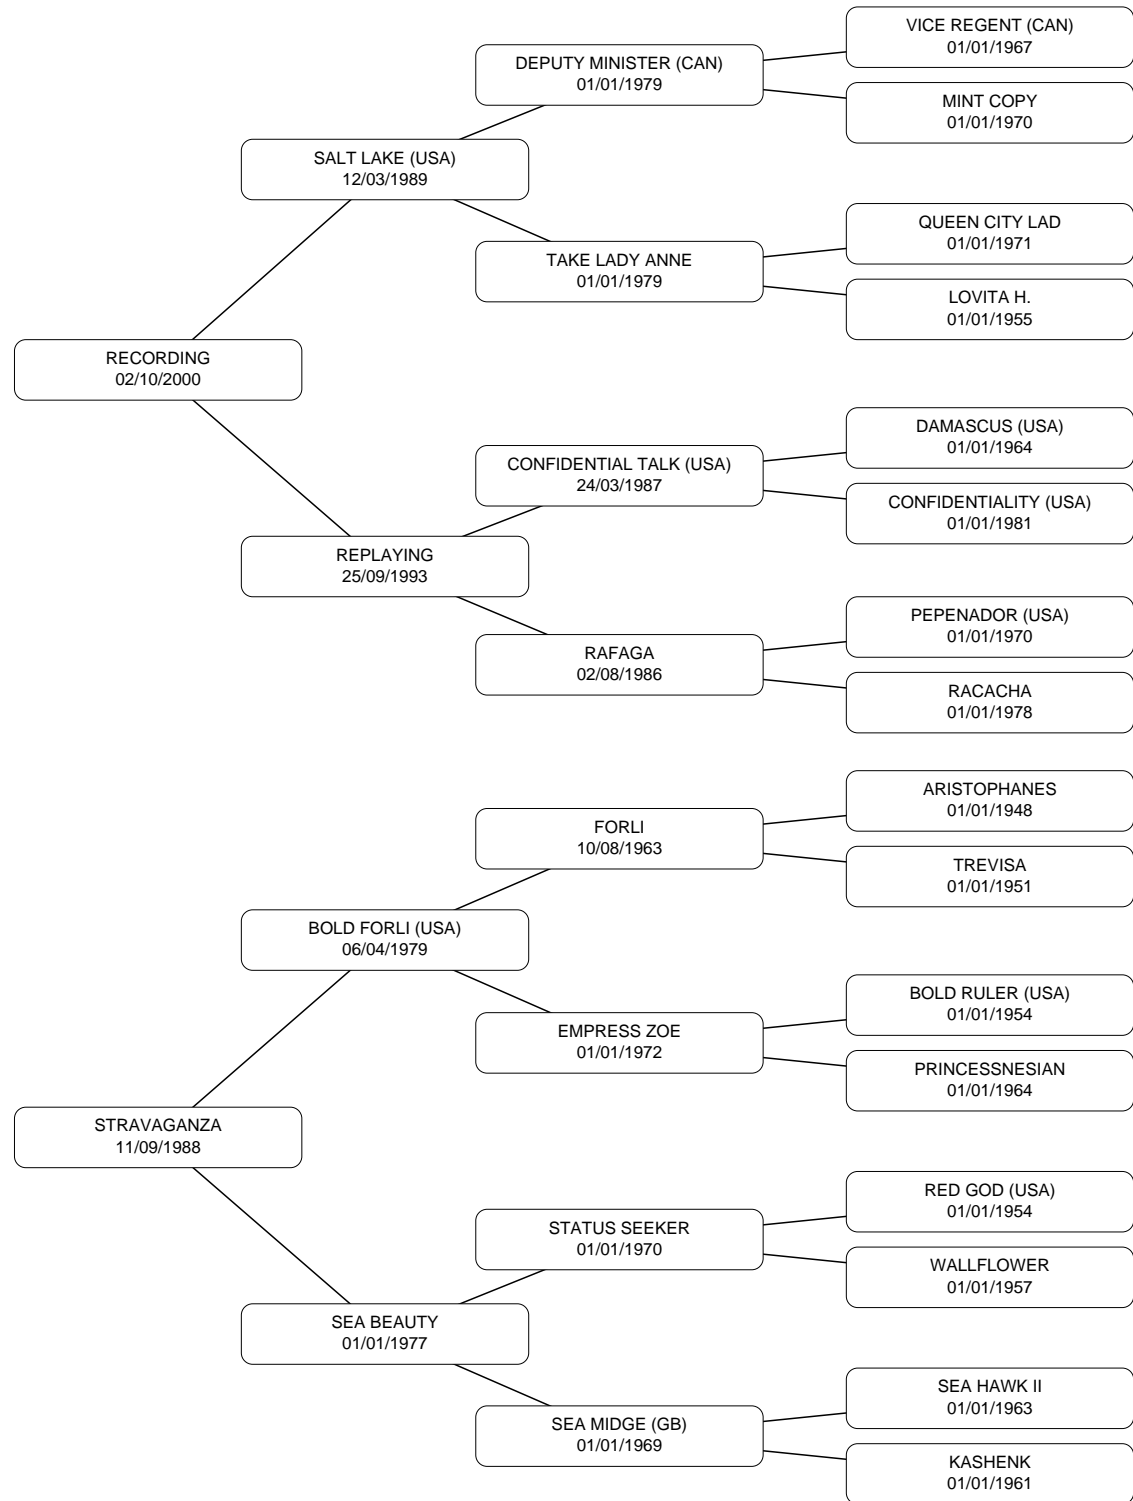 VICE REGENT (CAN)
01/01/1967
DEPUTY MINISTER (CAN)
01/01/1979
MINT COPY
01/01/1970
SALT LAKE (USA)
12/03/1989
QUEEN CITY LAD
01/01/1971
TAKE LADY ANNE
01/01/1979
LOVITA H.
01/01/1955
RECORDING
02/10/2000
DAMASCUS (USA)
01/01/1964
CONFIDENTIAL TALK (USA)
24/03/1987
CONFIDENTIALITY (USA)
01/01/1981
REPLAYING
25/09/1993
PEPENADOR (USA)
01/01/1970
RAFAGA
02/08/1986
RACACHA
01/01/1978
ARISTOPHANES
01/01/1948
FORLI
10/08/1963
TREVISA
01/01/1951
BOLD FORLI (USA)
06/04/1979
BOLD RULER (USA)
01/01/1954
EMPRESS ZOE
01/01/1972
PRINCESSNESIAN
01/01/1964
STRAVAGANZA
11/09/1988
RED GOD (USA)
01/01/1954
STATUS SEEKER
01/01/1970
WALLFLOWER
01/01/1957
SEA BEAUTY
01/01/1977
SEA HAWK II
01/01/1963
SEA MIDGE (GB)
01/01/1969
KASHENK
01/01/1961